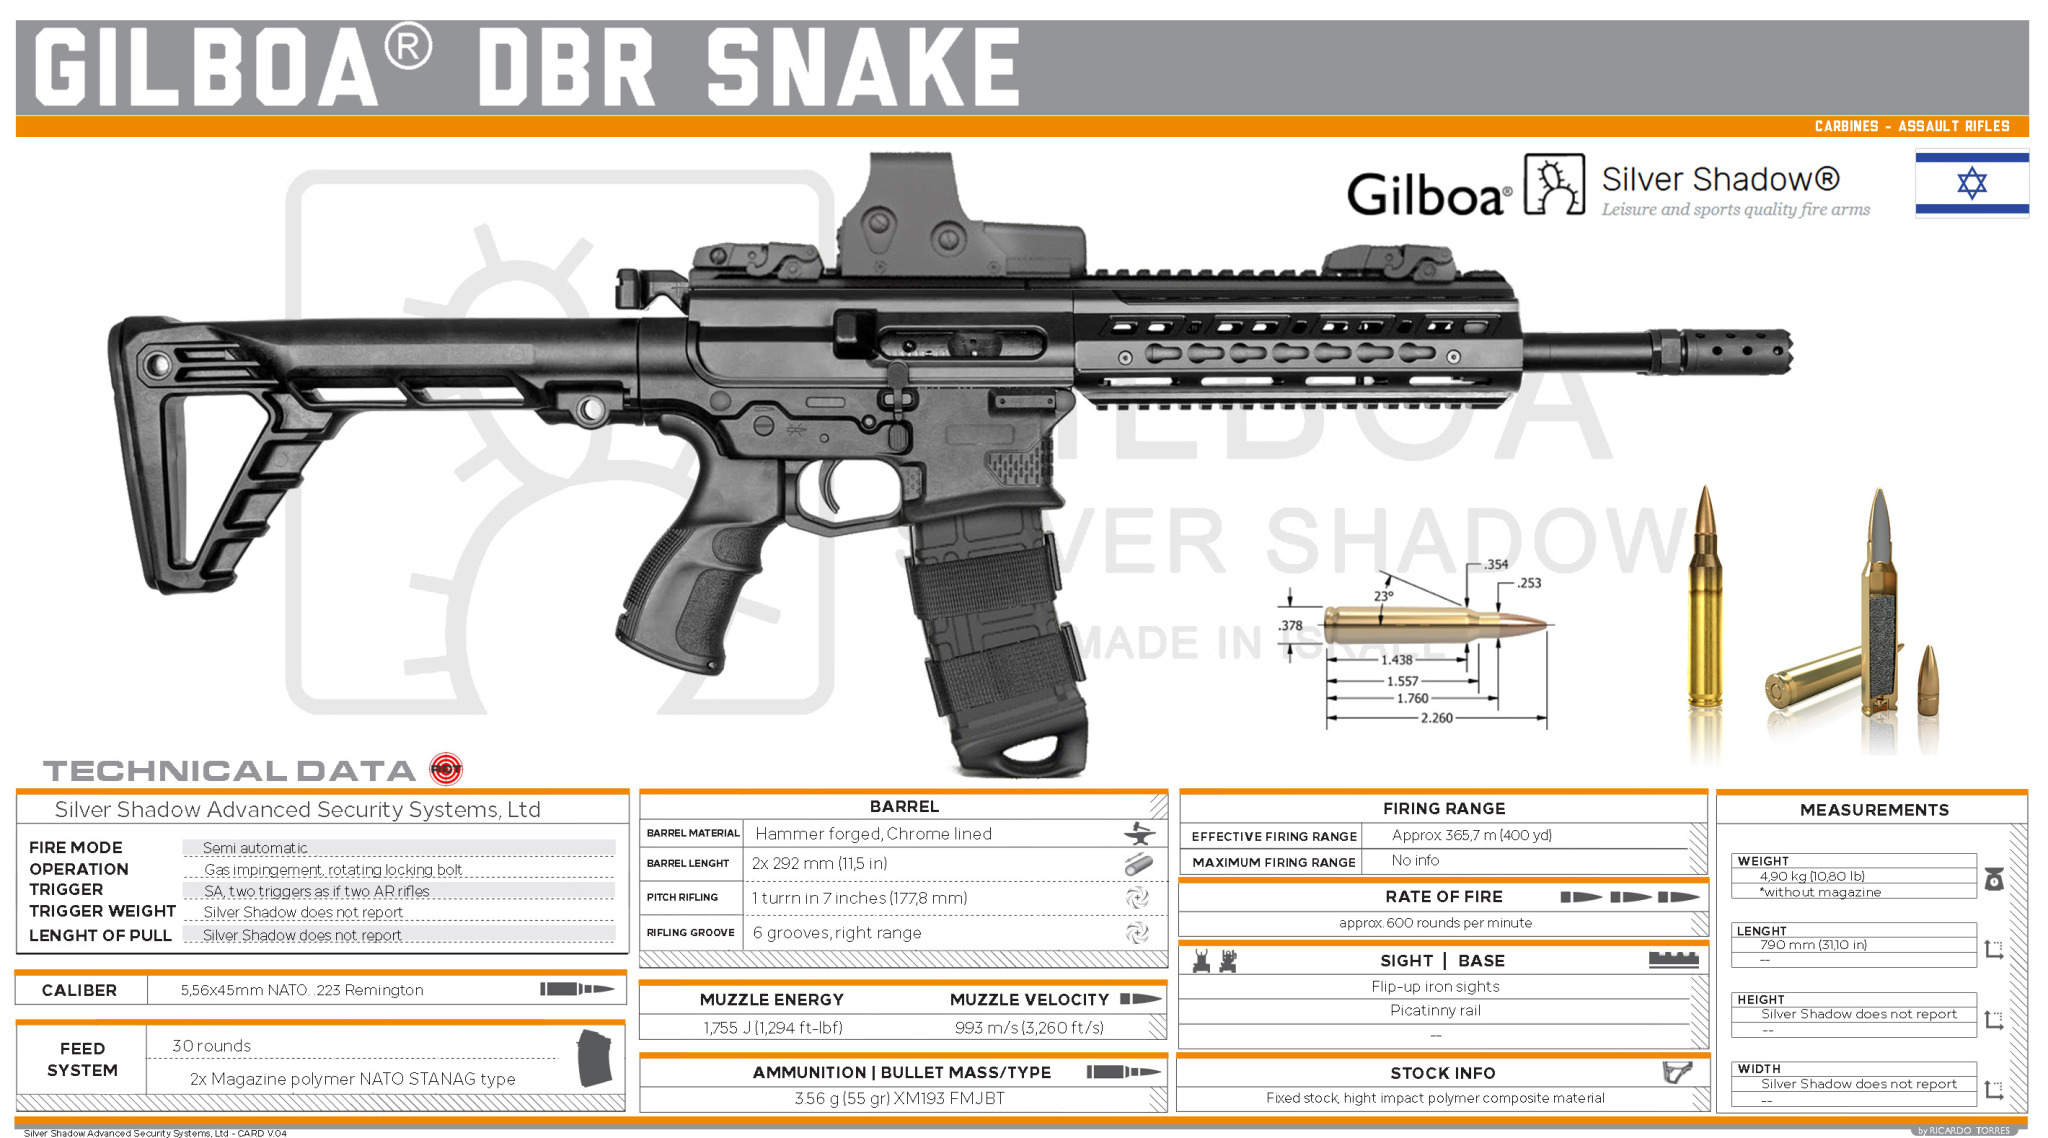 GILBOA® DBR SNAKE
CARBINES - ASSAULT RIFLES
Gilboa®
Silver Shadow®
Leisure and sports quality fire arms
GILBOA
SILVER SHADOW
MADE IN ISRAEL
.354
.253
23°
.378
1.438
1.557
1.760
2.260
TECHNICAL DATA
Silver Shadow Advanced Security Systems, Ltd
FIRE MODE Semi automatic
OPERATION Gas impingement, rotating locking bolt
TRIGGER SA, two triggers as if two AR rifles
TRIGGER WEIGHT Silver Shadow does not report
LENGHT OF PULL Silver Shadow does not report
CALIBER 5,56x45mm NATO. .223 Remington
FEED SYSTEM
30 rounds
2x Magazine polymer NATO STANAG type
BARREL
BARREL MATERIAL Hammer forged, Chrome lined
BARREL LENGHT 2x 292 mm (11,5 in)
PITCH RIFLING 1 turrn in 7 inches (177,8 mm)
RIFLING GROOVE 6 grooves, right range
MUZZLE ENERGY MUZZLE VELOCITY
1,755 J (1,294 ft-lbf) 993 m/s (3,260 ft/s)
AMMUNITION | BULLET MASS/TYPE
3.56 g (55 gr) XM193 FMJBT
FIRING RANGE
EFFECTIVE FIRING RANGE Approx 365,7 m (400 yd)
MAXIMUM FIRING RANGE No info
RATE OF FIRE
approx. 600 rounds per minute
SIGHT | BASE
Flip-up iron sights
Picatinny rail
--
STOCK INFO
Fixed stock, hight impact polymer composite material
MEASUREMENTS
WEIGHT
4,90 kg (10,80 lb)
*without magazine
LENGHT
790 mm (31,10 in)
--
HEIGHT
Silver Shadow does not report
--
WIDTH
Silver Shadow does not report
--
Silver Shadow Advanced Security Systems, Ltd - CARD V.04
by RICARDO TORRES